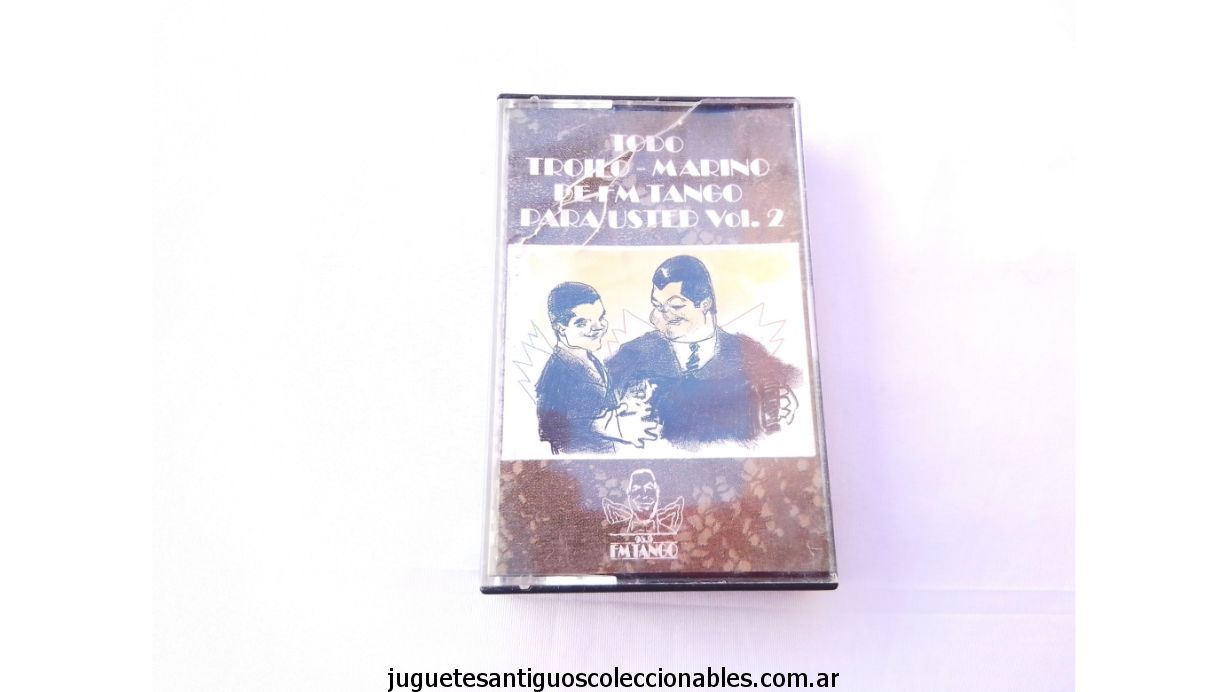 TODO
TROILO - MARINO
DE FM TANGO
PARA USTED Vol. 2
FM TANGO
juguetesantiguoscoleccionables.com.ar